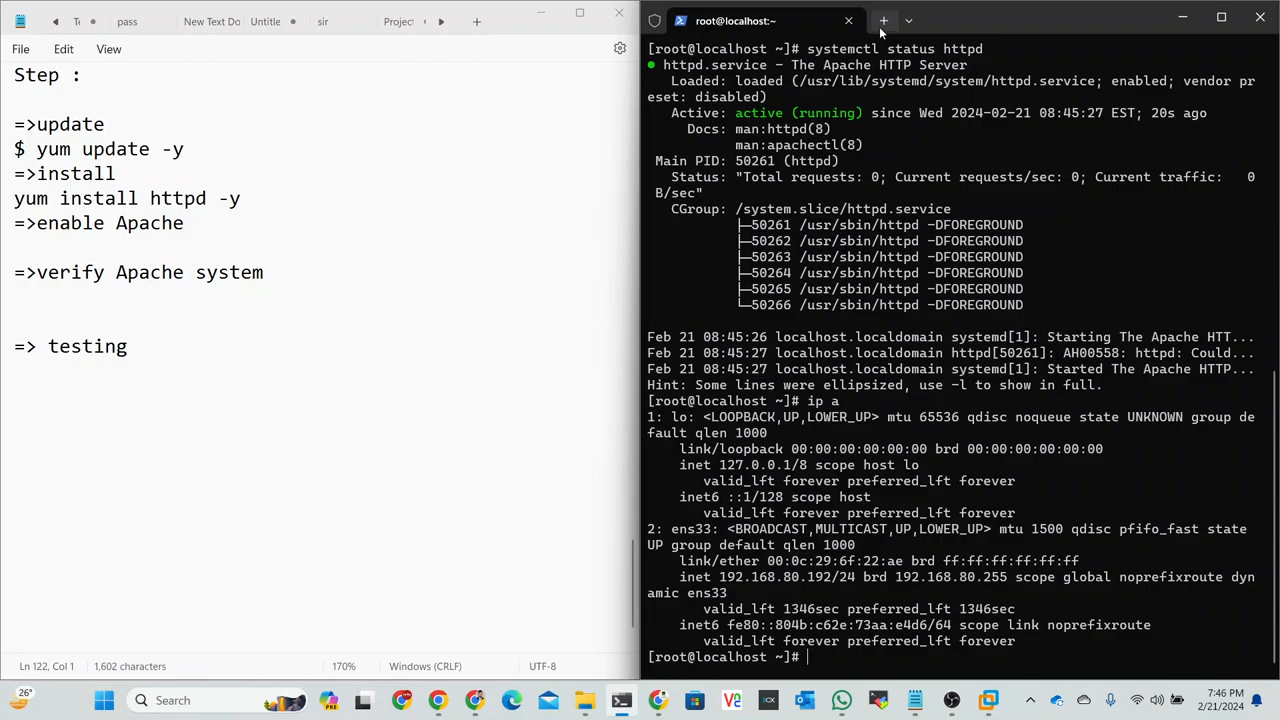 pass
New Text Do
Untitle
sir
Project
File
Edit
View
Step :
=>update
$ yum update -y
=>install
yum install httpd -y
=>enable Apache
=>verify Apache system
=> testing
Ln 122, Col 1
1,602 characters
170%
Windows (CRLF)
UTF-8
root@localhost:~
[root@localhost ~]# systemctl status httpd
● httpd.service - The Apache HTTP Server
Loaded: loaded (/usr/lib/systemd/system/httpd.service; enabled; vendor pr
eset: disabled)
Active: active (running) since Wed 2024-02-21 08:45:27 EST; 20s ago
Docs: man:httpd(8)
man:apachectl(8)
Main PID: 50261 (httpd)
Status: "Total requests: 0; Current requests/sec: 0; Current traffic:   0
B/sec"
CGroup: /system.slice/httpd.service
├─50261 /usr/sbin/httpd -DFOREGROUND
├─50262 /usr/sbin/httpd -DFOREGROUND
├─50263 /usr/sbin/httpd -DFOREGROUND
├─50264 /usr/sbin/httpd -DFOREGROUND
├─50265 /usr/sbin/httpd -DFOREGROUND
└─50266 /usr/sbin/httpd -DFOREGROUND
Feb 21 08:45:26 localhost.localdomain systemd[1]: Starting The Apache HTT...
Feb 21 08:45:27 localhost.localdomain httpd[50261]: AH00558: httpd: Could...
Feb 21 08:45:27 localhost.localdomain systemd[1]: Started The Apache HTTP...
Hint: Some lines were ellipsized, use -l to show in full.
[root@localhost ~]# ip a
1: lo: <LOOPBACK,UP,LOWER_UP> mtu 65536 qdisc noqueue state UNKNOWN group de
fault qlen 1000
link/loopback 00:00:00:00:00:00 brd 00:00:00:00:00:00
inet 127.0.0.1/8 scope host lo
valid_lft forever preferred_lft forever
inet6 ::1/128 scope host
valid_lft forever preferred_lft forever
2: ens33: <BROADCAST,MULTICAST,UP,LOWER_UP> mtu 1500 qdisc pfifo_fast state
UP group default qlen 1000
link/ether 00:0c:29:6f:22:ae brd ff:ff:ff:ff:ff:ff
inet 192.168.80.192/24 brd 192.168.80.255 scope global noprefixroute dyn
amic ens33
valid_lft 1346sec preferred_lft 1346sec
inet6 fe80::804b:c62e:73aa:e4d6/64 scope link noprefixroute
valid_lft forever preferred_lft forever
[root@localhost ~]#
26°
Search
7:46 PM
2/21/2024